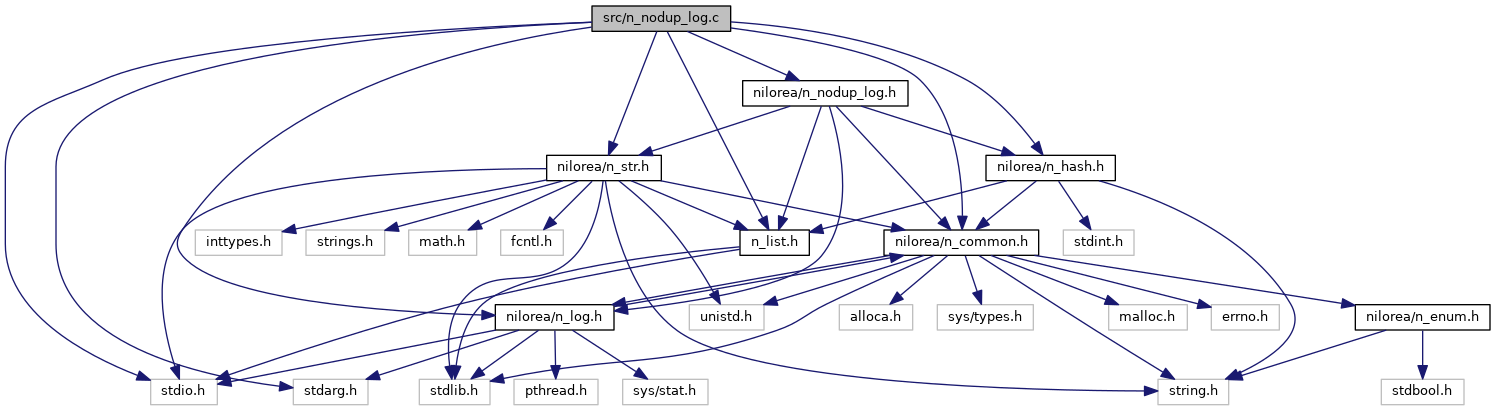 src/n_nodup_log.c
nilorea/n_nodup_log.h
nilorea/n_str.h
nilorea/n_hash.h
inttypes.h
strings.h
math.h
fcntl.h
n_list.h
nilorea/n_common.h
stdint.h
nilorea/n_log.h
unistd.h
alloca.h
sys/types.h
malloc.h
errno.h
nilorea/n_enum.h
stdio.h
stdarg.h
stdlib.h
pthread.h
sys/stat.h
string.h
stdbool.h